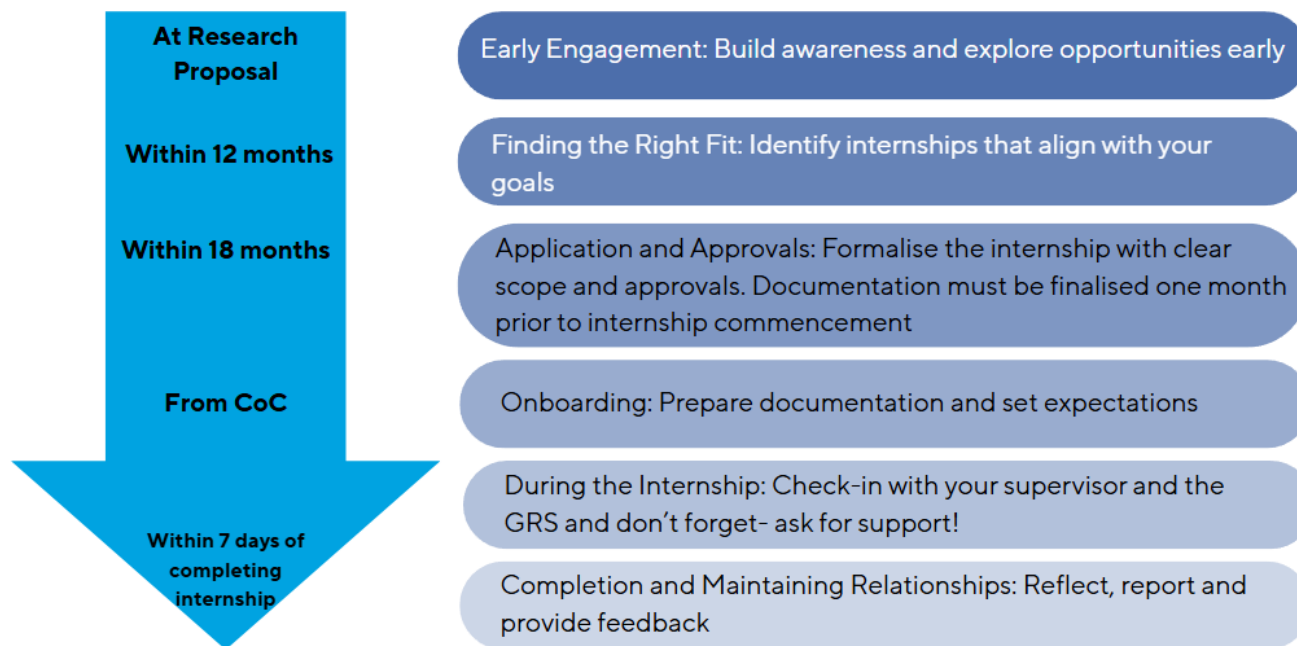 At Research
Proposal
Early Engagement: Build awareness and explore opportunities early
Within 12 months
Finding the Right Fit: Identify internships that align with your
goals
Within 18 months
Application and Approvals: Formalise the internship with clear
scope and approvals. Documentation must be finalised one month
prior to internship commencement
From CoC
Onboarding: Prepare documentation and set expectations
During the Internship: Check-in with your supervisor and the
GRS and don’t forget- ask for support!
Within 7 days of
completing
internship
Completion and Maintaining Relationships: Reflect, report and
provide feedback